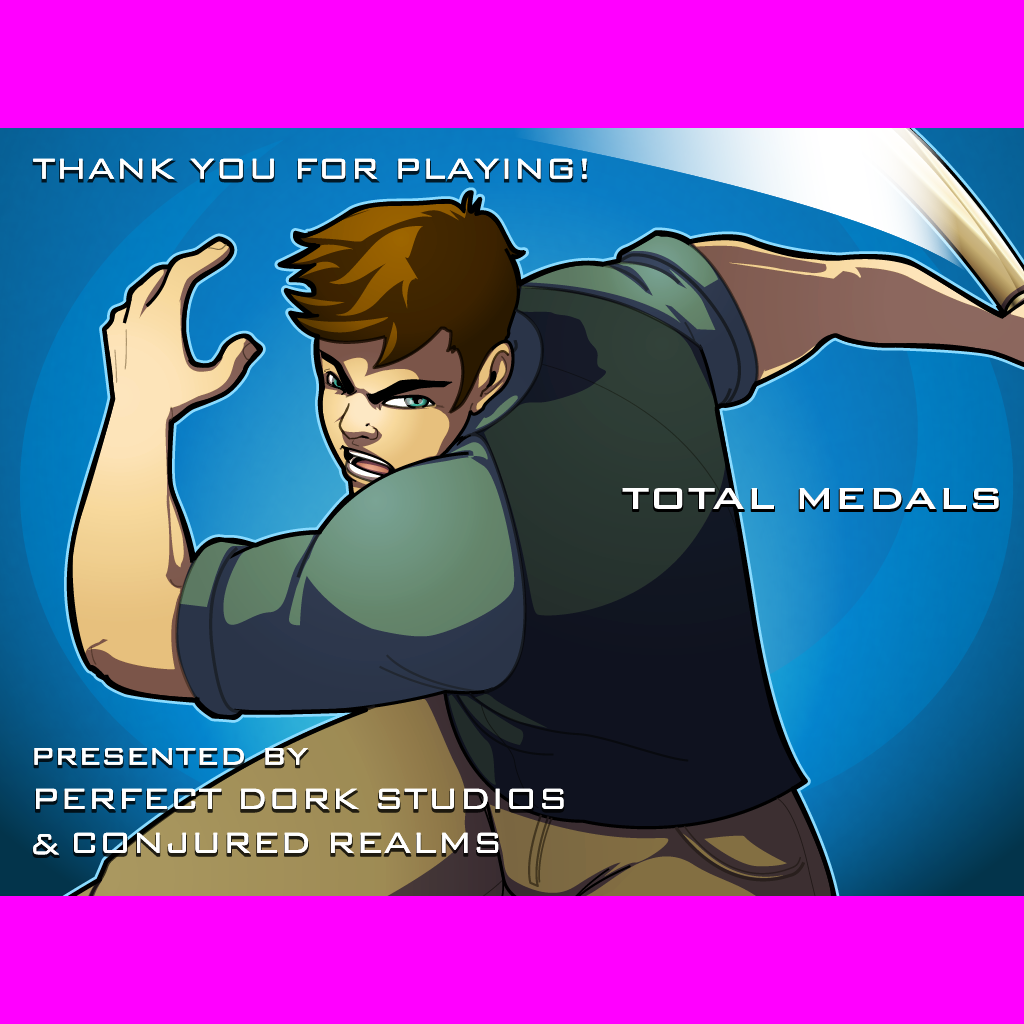 THANK YOU FOR PLAYING!
TOTAL MEDALS
PRESENTED BY
PERFECT DORK STUDIOS
& CONJURED REALMS